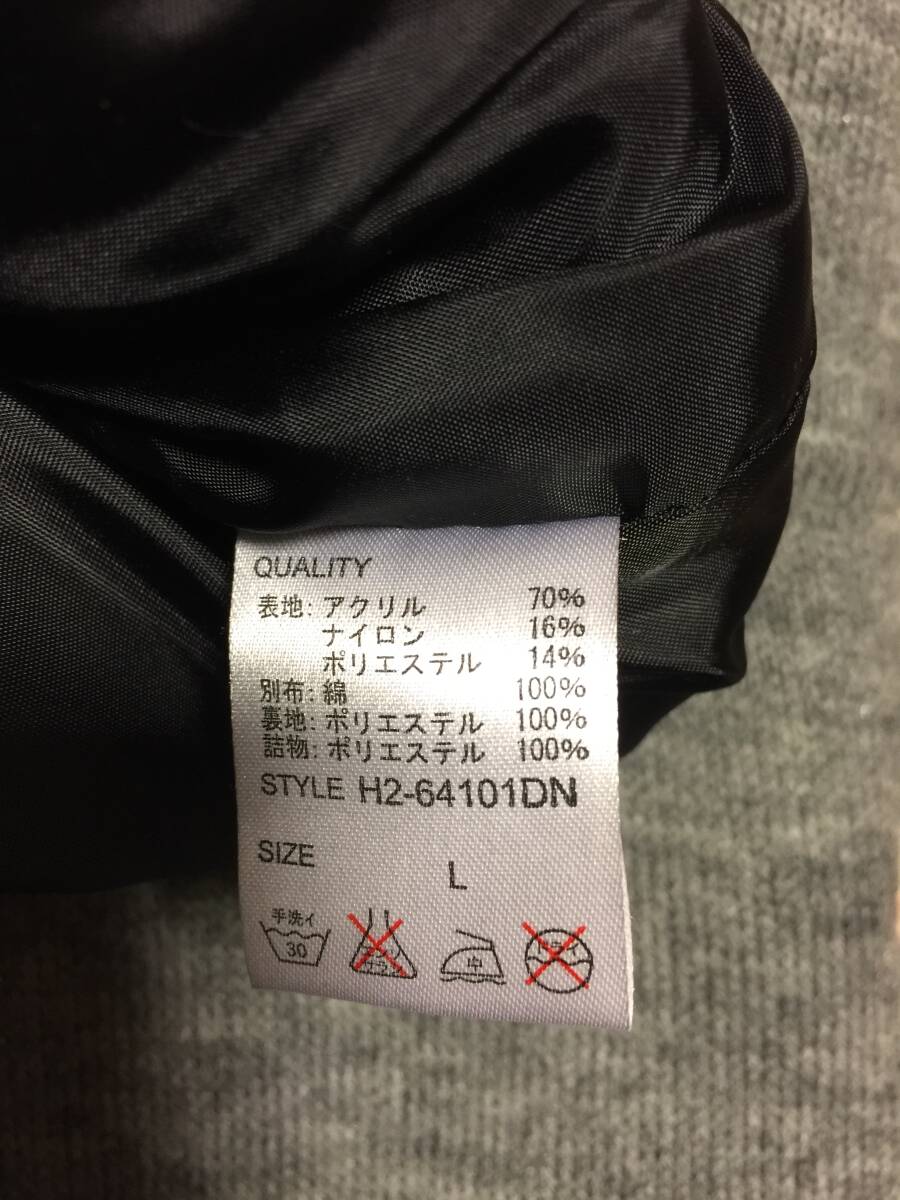 QUALITY
表地: アクリル 70%
ナイロン 16%
ポリエステル 14%
別布: 綿 100%
裏地: ポリエステル 100%
詰物: ポリエステル 100%
STYLE H2-64101DN
SIZE
L
手洗イ
30
中